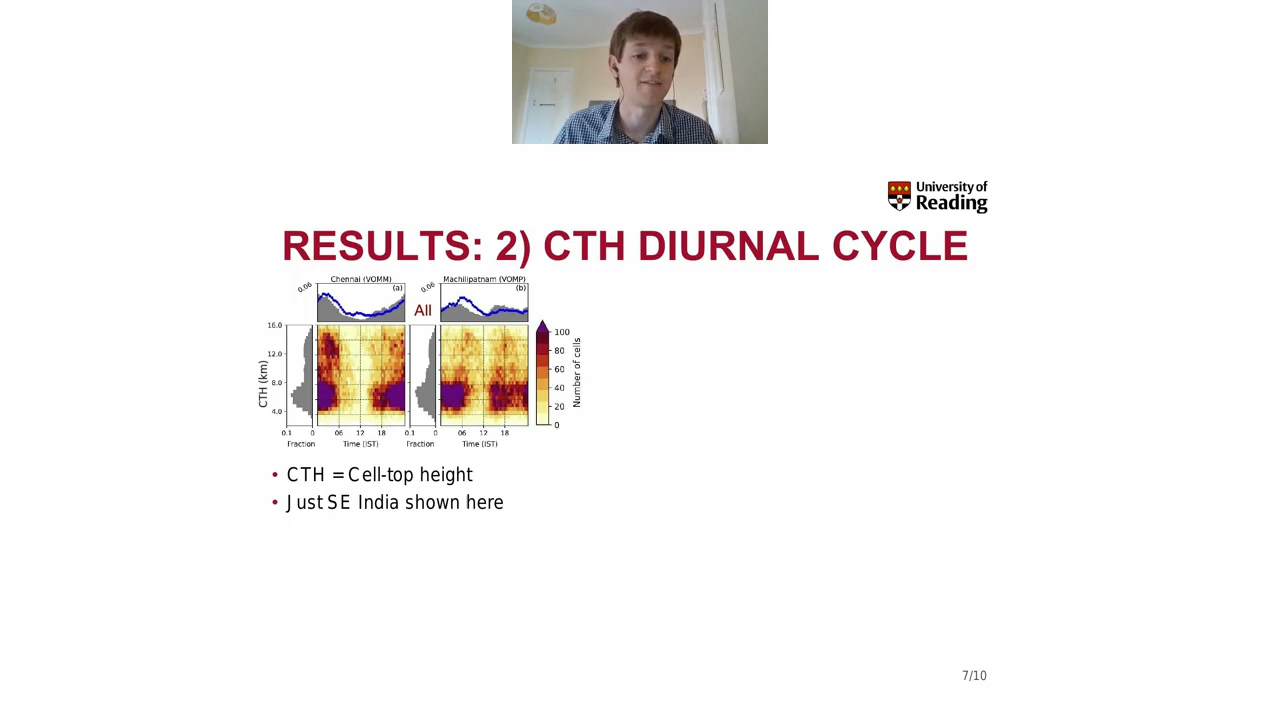 University of
Reading
RESULTS: 2) CTH DIURNAL CYCLE
Chennai (VOMM)
Machilipatnam (VOMP)
0.06
(a)
0.06
(b)
All
16.0
12.0
8.0
4.0
CTH (km)
100
80
60
40
20
0
Number of cells
0.1 0 06 12 18 0.1 0 06 12 18
Fraction Time (IST) Fraction Time (IST)
• CTH = Cell-top height
• Just SE India shown here
7/10